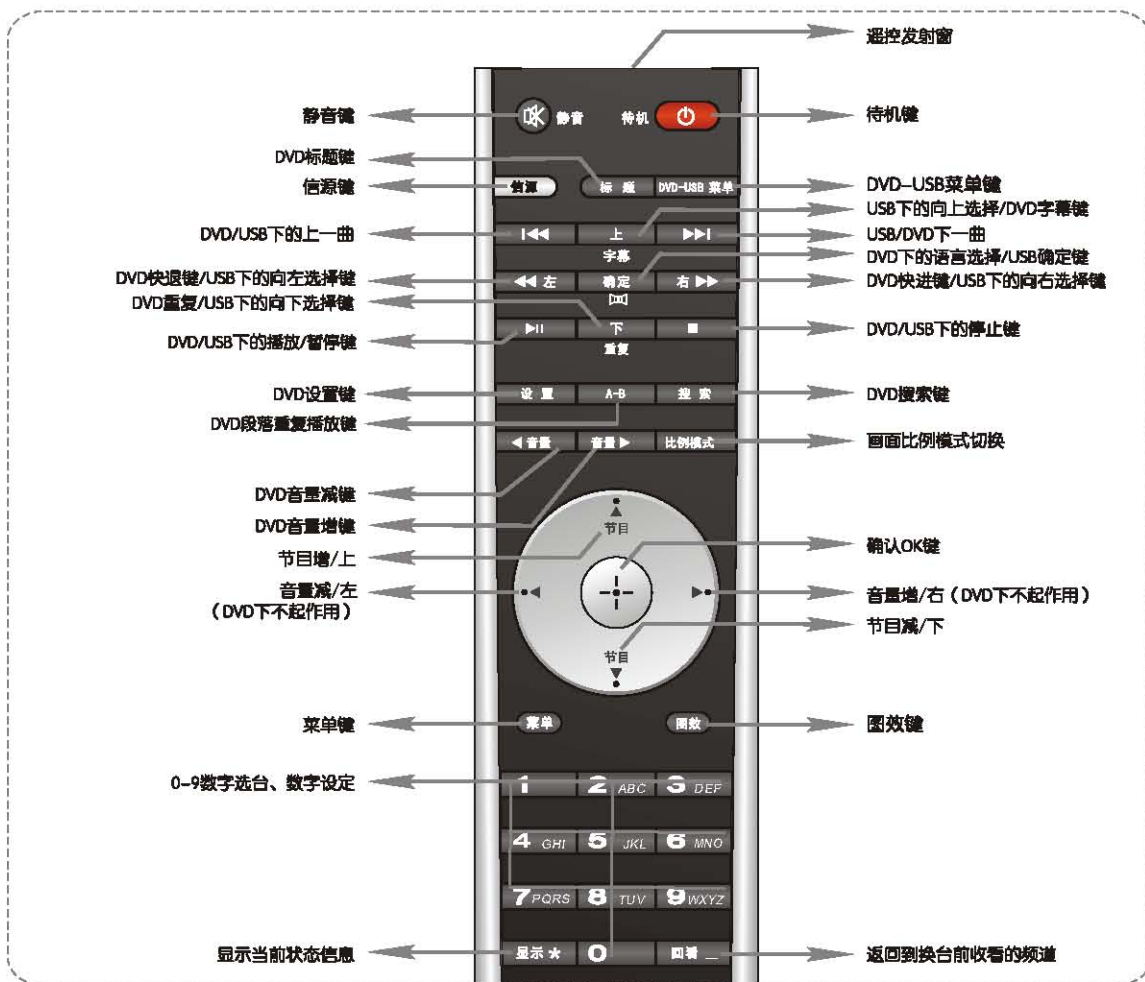 遥控发射窗
静音键
静音
待机
待机键
DVD标题键
信源键
信源
标 题
DVD-USB 菜单
DVD-USB菜单键
USB下的向上选择/DVD字幕键
DVD/USB下的上一曲
上
USB/DVD下一曲
字幕
DVD下的语言选择/USB确定键
DVD快退键/USB下的向左选择键
左
确定
右
DVD快进键/USB下的向右选择键
DVD重复/USB下的向下选择键
下
DVD/USB下的停止键
DVD/USB下的播放/暂停键
重复
DVD设置键
设 置
A-B
搜 索
DVD搜索键
DVD段落重复播放键
音量
音量
比例模式
画面比例模式切换
DVD音量减键
DVD音量增键
节目
节目增/上
确认OK键
音量减/左
(DVD下不起作用)
音量增/右(DVD下不起作用)
节目减/下
节目
菜单键
菜单
图效
图效键
0-9数字选台、数字设定
1
2 ABC
3 DEF
4 GHI
5 JKL
6 MNO
7 PQRS
8 TUV
9 WXYZ
显示当前状态信息
显示 *
0
回看 _
返回到换台前收看的频道